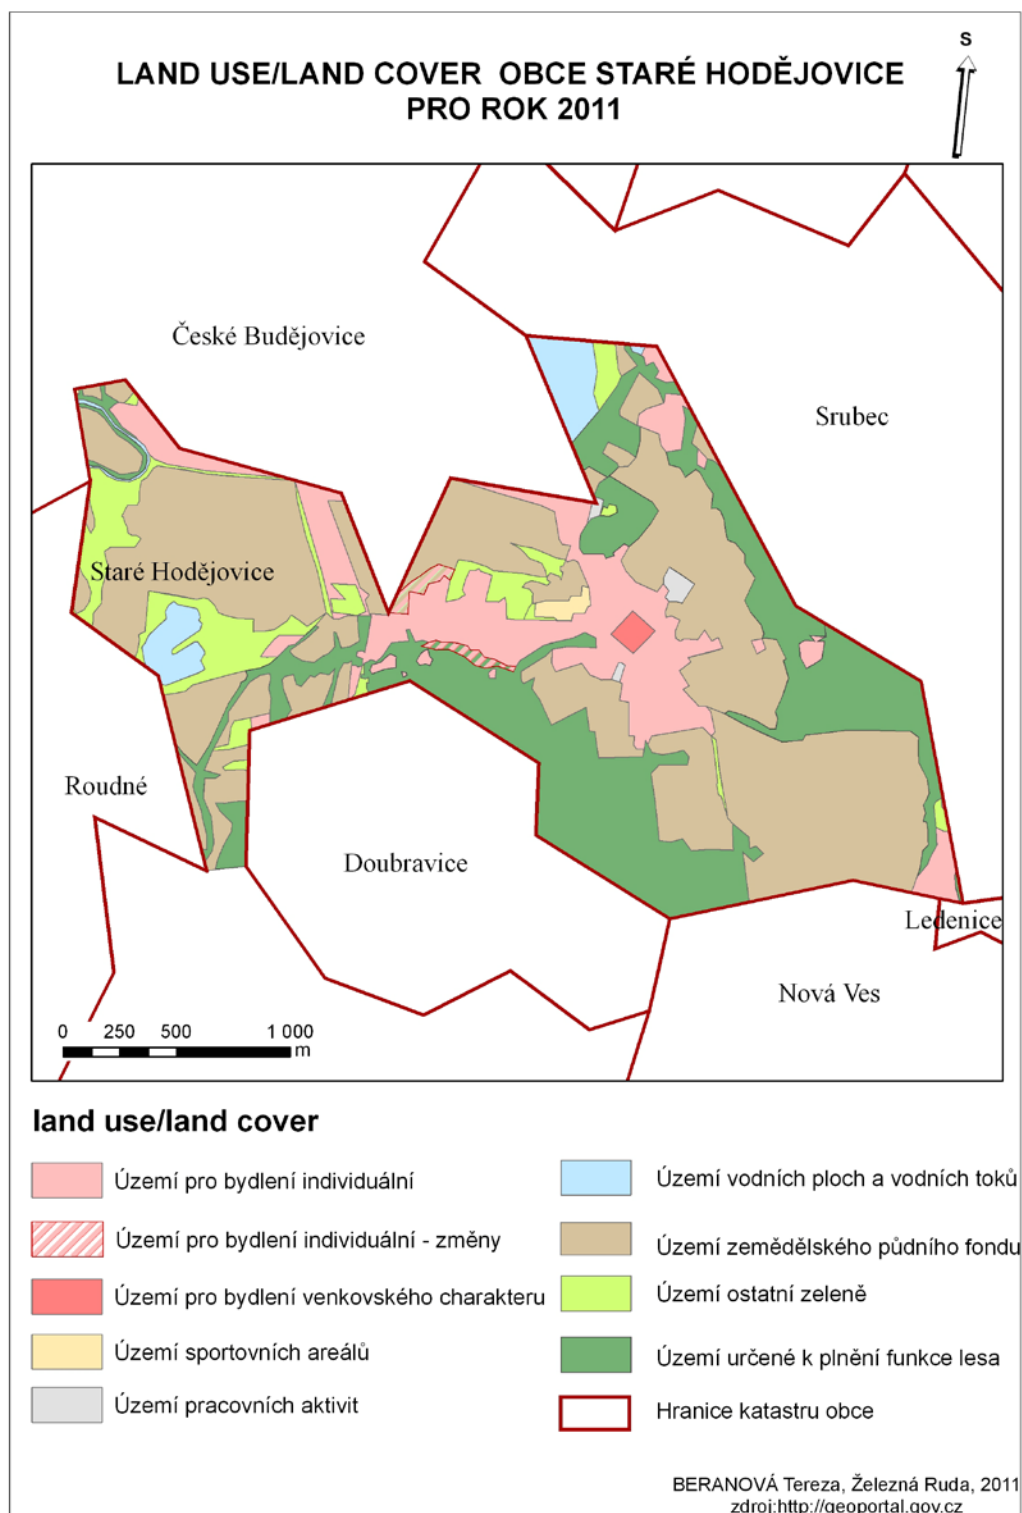 S
LAND USE/LAND COVER OBCE STARÉ HODĚJOVICE
PRO ROK 2011
České Budějovice
Srubec
Staré Hodějovice
Roudné
Doubravice
Ledenice
Nová Ves
0 250 500 1 000
m
land use/land cover
Území pro bydlení individuální
Území pro bydlení individuální - změny
Území pro bydlení venkovského charakteru
Území sportovních areálů
Území pracovních aktivit
Území vodních ploch a vodních toků
Území zemědělského půdního fondu
Území ostatní zeleně
Území určené k plnění funkce lesa
Hranice katastru obce
BERANOVÁ Tereza, Železná Ruda, 2011
zdroj:http://geoportal.gov.cz